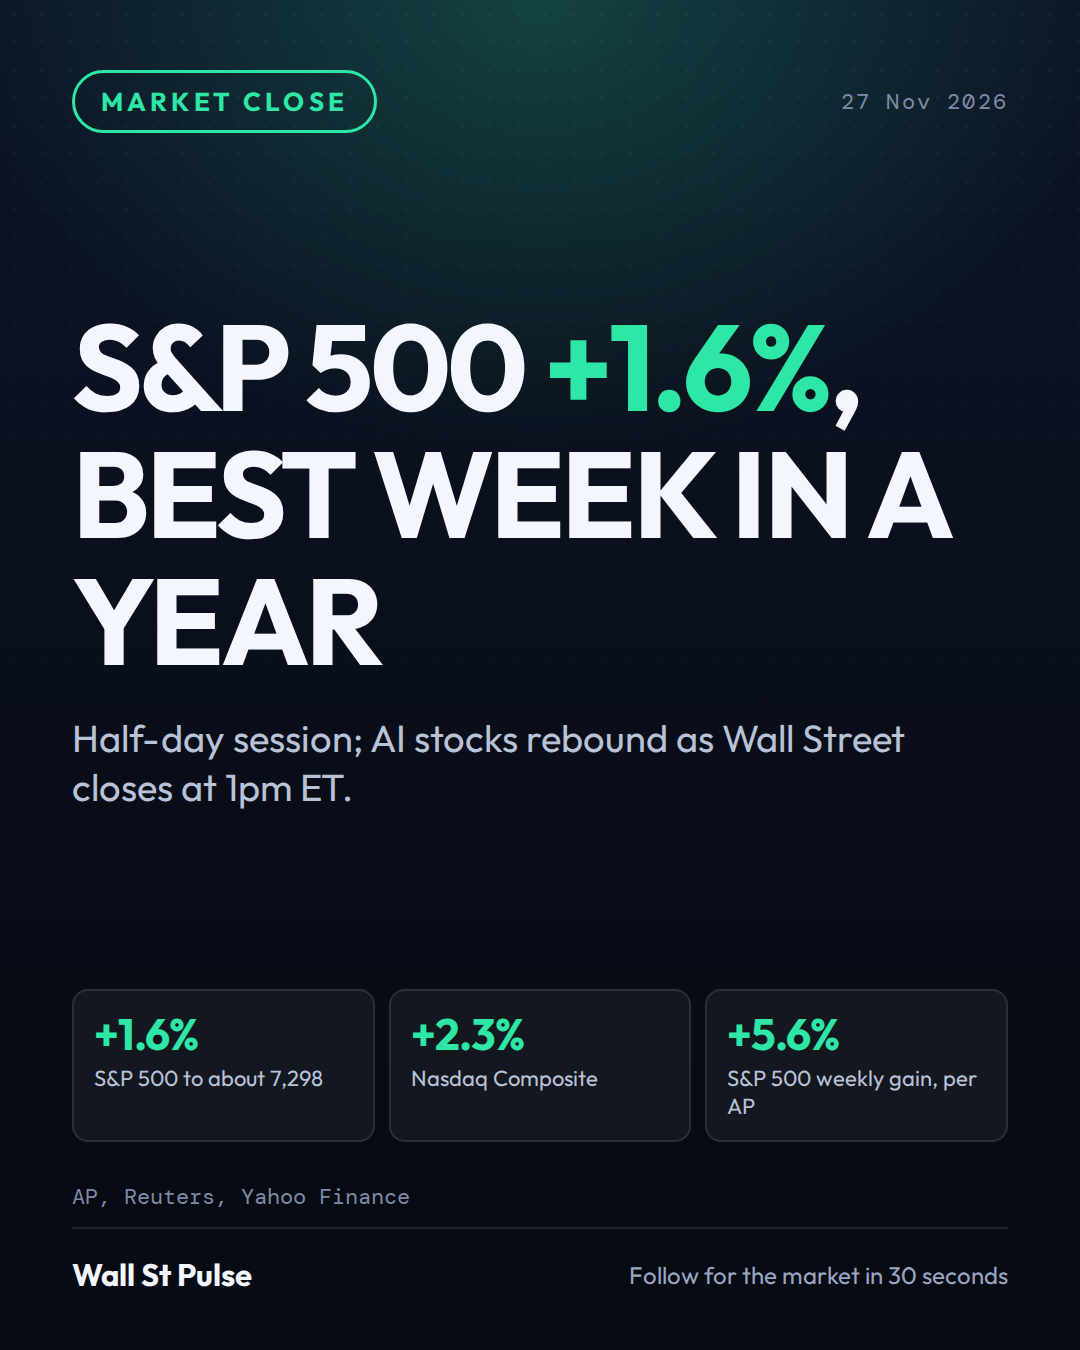 MARKET CLOSE
27 Nov 2026
S&P 500 +1.6%,
BEST WEEK IN A
YEAR
Half-day session; AI stocks rebound as Wall Street
closes at 1pm ET.
+1.6%
S&P 500 to about 7,298
+2.3%
Nasdaq Composite
+5.6%
S&P 500 weekly gain, per
AP
AP, Reuters, Yahoo Finance
Wall St Pulse
Follow for the market in 30 seconds